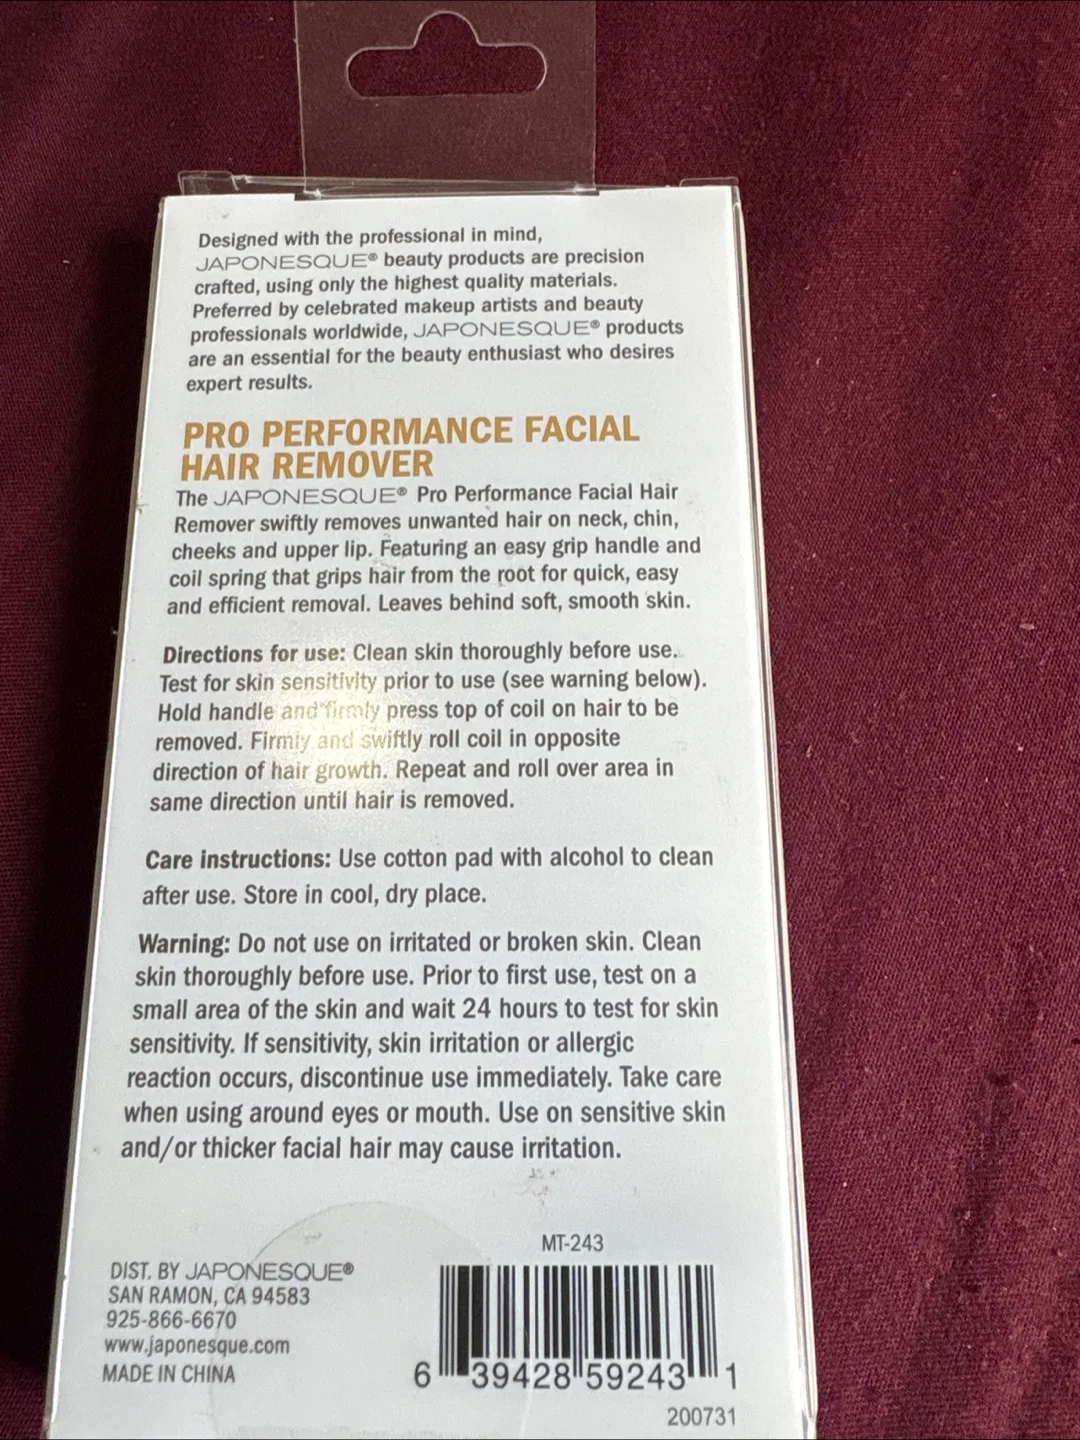 Designed with the professional in mind,
JAPONESQUE® beauty products are precision
crafted, using only the highest quality materials.
Preferred by celebrated makeup artists and beauty
professionals worldwide, JAPONESQUE® products
are an essential for the beauty enthusiast who desires
expert results.
PRO PERFORMANCE FACIAL
HAIR REMOVER
The JAPONESQUE® Pro Performance Facial Hair
Remover swiftly removes unwanted hair on neck, chin,
cheeks and upper lip. Featuring an easy grip handle and
coil spring that grips hair from the root for quick, easy
and efficient removal. Leaves behind soft, smooth skin.
Directions for use: Clean skin thoroughly before use.
Test for skin sensitivity prior to use (see warning below).
Hold handle and firmly press top of coil on hair to be
removed. Firmly and swiftly roll coil in opposite
direction of hair growth. Repeat and roll over area in
same direction until hair is removed.
Care instructions: Use cotton pad with alcohol to clean
after use. Store in cool, dry place.
Warning: Do not use on irritated or broken skin. Clean
skin thoroughly before use. Prior to first use, test on a
small area of the skin and wait 24 hours to test for skin
sensitivity. If sensitivity, skin irritation or allergic
reaction occurs, discontinue use immediately. Take care
when using around eyes or mouth. Use on sensitive skin
and/or thicker facial hair may cause irritation.
MT-243
DIST. BY JAPONESQUE®
SAN RAMON, CA 94583
925-866-6670
www.japonesque.com
MADE IN CHINA
6 39428 59243 1
200731